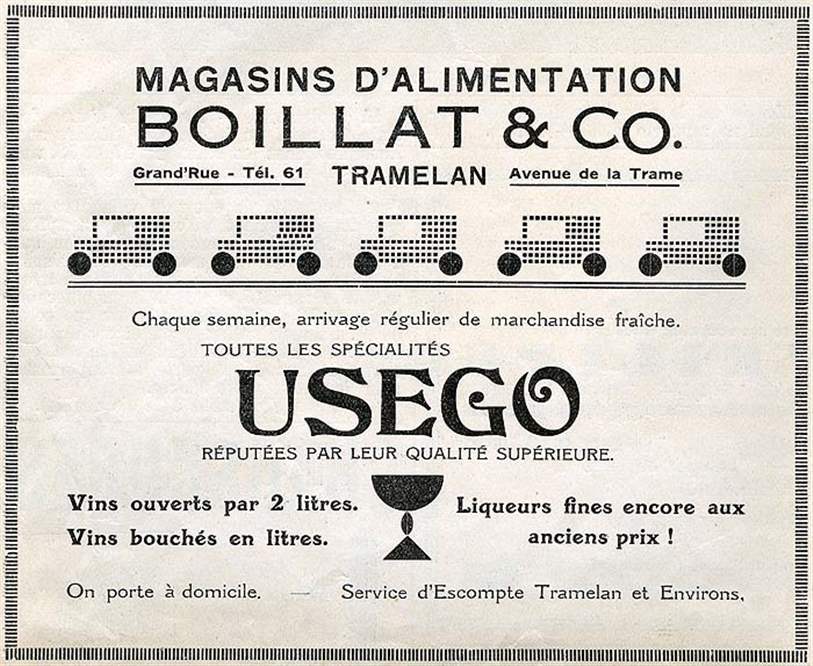 MAGASINS D'ALIMENTATION
BOILLAT & CO.
Grand'Rue - Tél. 61 TRAMELAN Avenue de la Trame
Chaque semaine, arrivage régulier de marchandise fraîche.
TOUTES LES SPÉCIALITÉS
USEGO
RÉPUTÉES PAR LEUR QUALITÉ SUPÉRIEURE.
Vins ouverts par 2 litres.
Vins bouchés en litres.
Liqueurs fines encore aux
anciens prix !
On porte à domicile. — Service d'Escompte Tramelan et Environs.